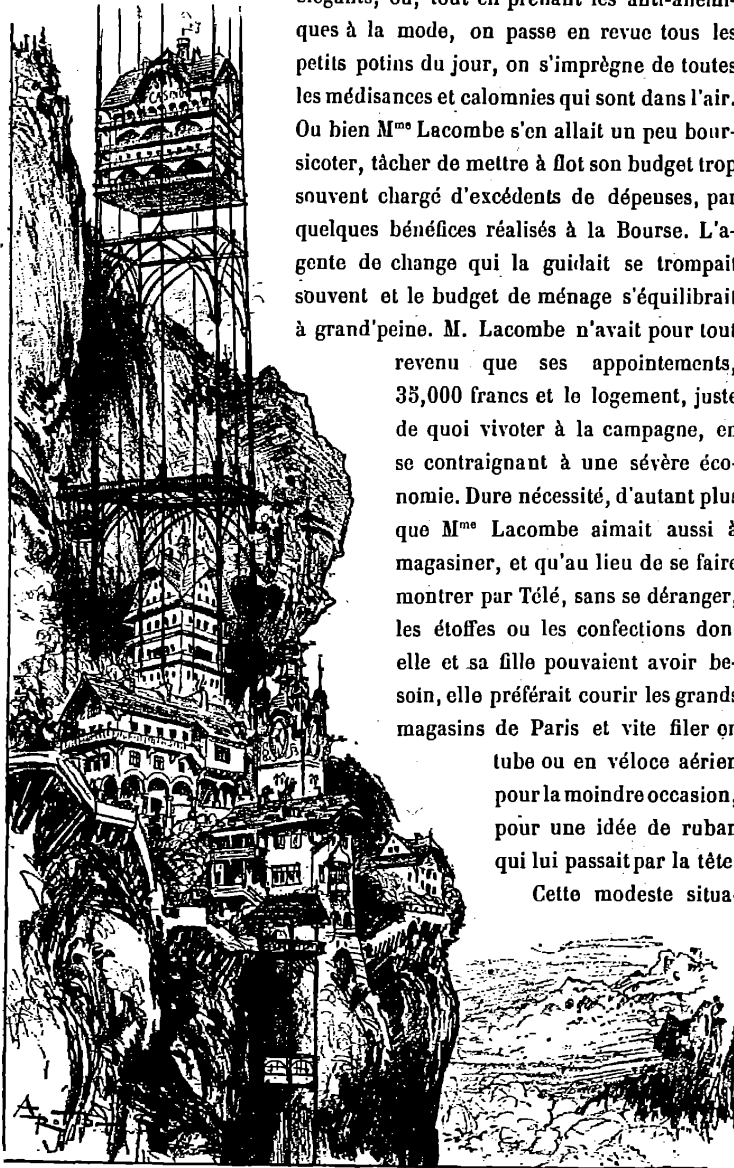 ques à la mode, on passe en revue tous les
petits potins du jour, on s'imprègne de toutes
les médisances et calomnies qui sont dans l'air.
Ou bien Mme Lacombe s'en allait un peu bour-
sicoter, tâcher de mettre à flot son budget trop
souvent chargé d'excédents de dépenses, par
quelques bénéfices réalisés à la Bourse. L'a-
gente de change qui la guidait se trompait
souvent et le budget de ménage s'équilibrait
à grand'peine. M. Lacombe n'avait pour tout
revenu que ses appointements,
35,000 francs et le logement, juste
de quoi vivoter à la campagne, en
se contraignant à une sévère éco-
nomie. Dure nécessité, d'autant plus
que Mme Lacombe aimait aussi à
magasiner, et qu'au lieu de se faire
montrer par Télé, sans se déranger,
les étoffes ou les confections don
elle et sa fille pouvaient avoir be-
soin, elle préférait courir les grands
magasins de Paris et vite filer en
tube ou en véloce aérien
pour la moindre occasion,
pour une idée de ruban
qui lui passait par la tête
Cette modeste situa-
CASINO